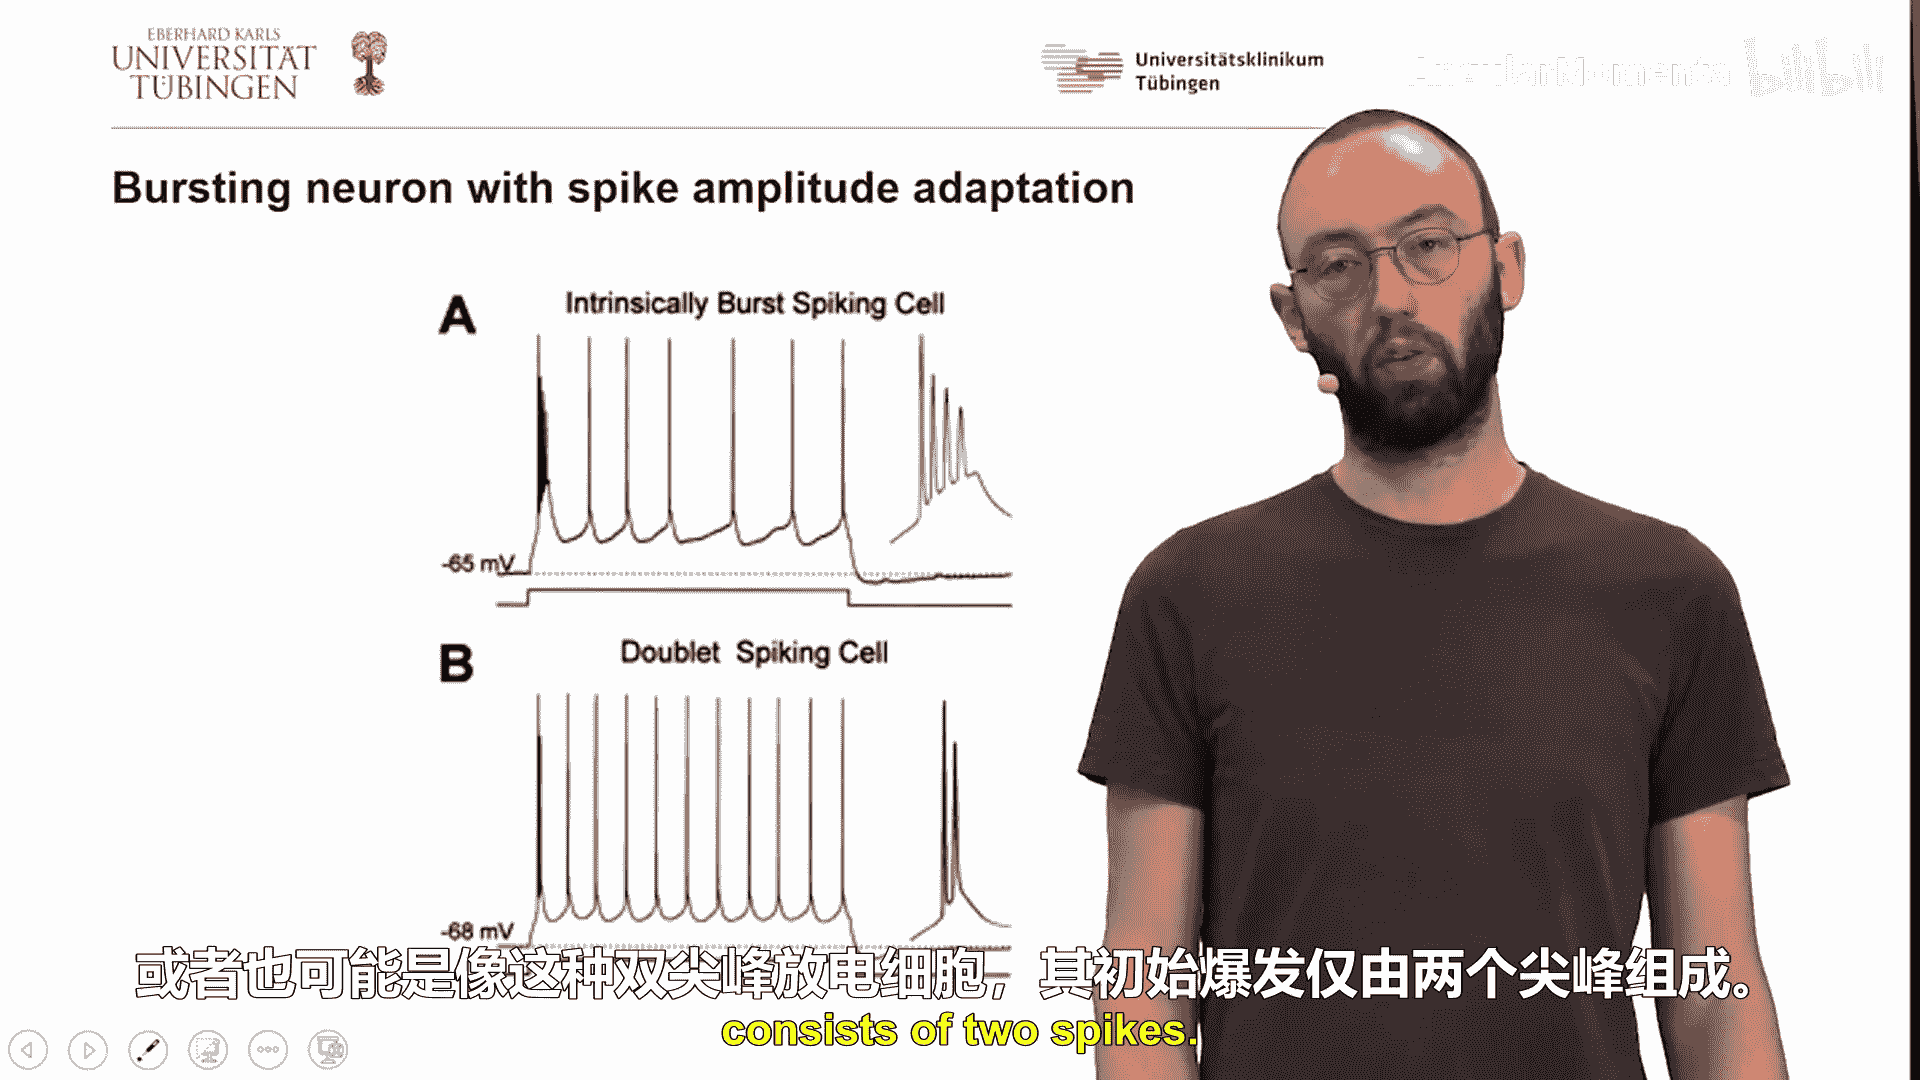 EBERHARD KARLS
UNIVERSITÄT
TÜBINGEN
Universitätsklinikum
Tübingen
bilibili
Bursting neuron with spike amplitude adaptation
A
Intrinsically Burst Spiking Cell
-65 mV
B
Doublet Spiking Cell
-68 mV
或者也可能是像这种双尖峰放电细胞，其初始爆发仅由两个尖峰组成。
consists of two spikes.